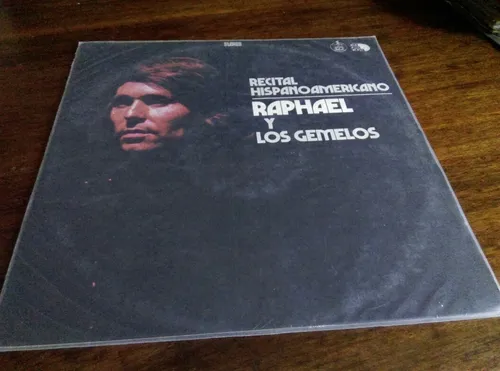 RECITAL
HISPANOAMERICANO
RAPHAEL
Y
LOS GEMELOS